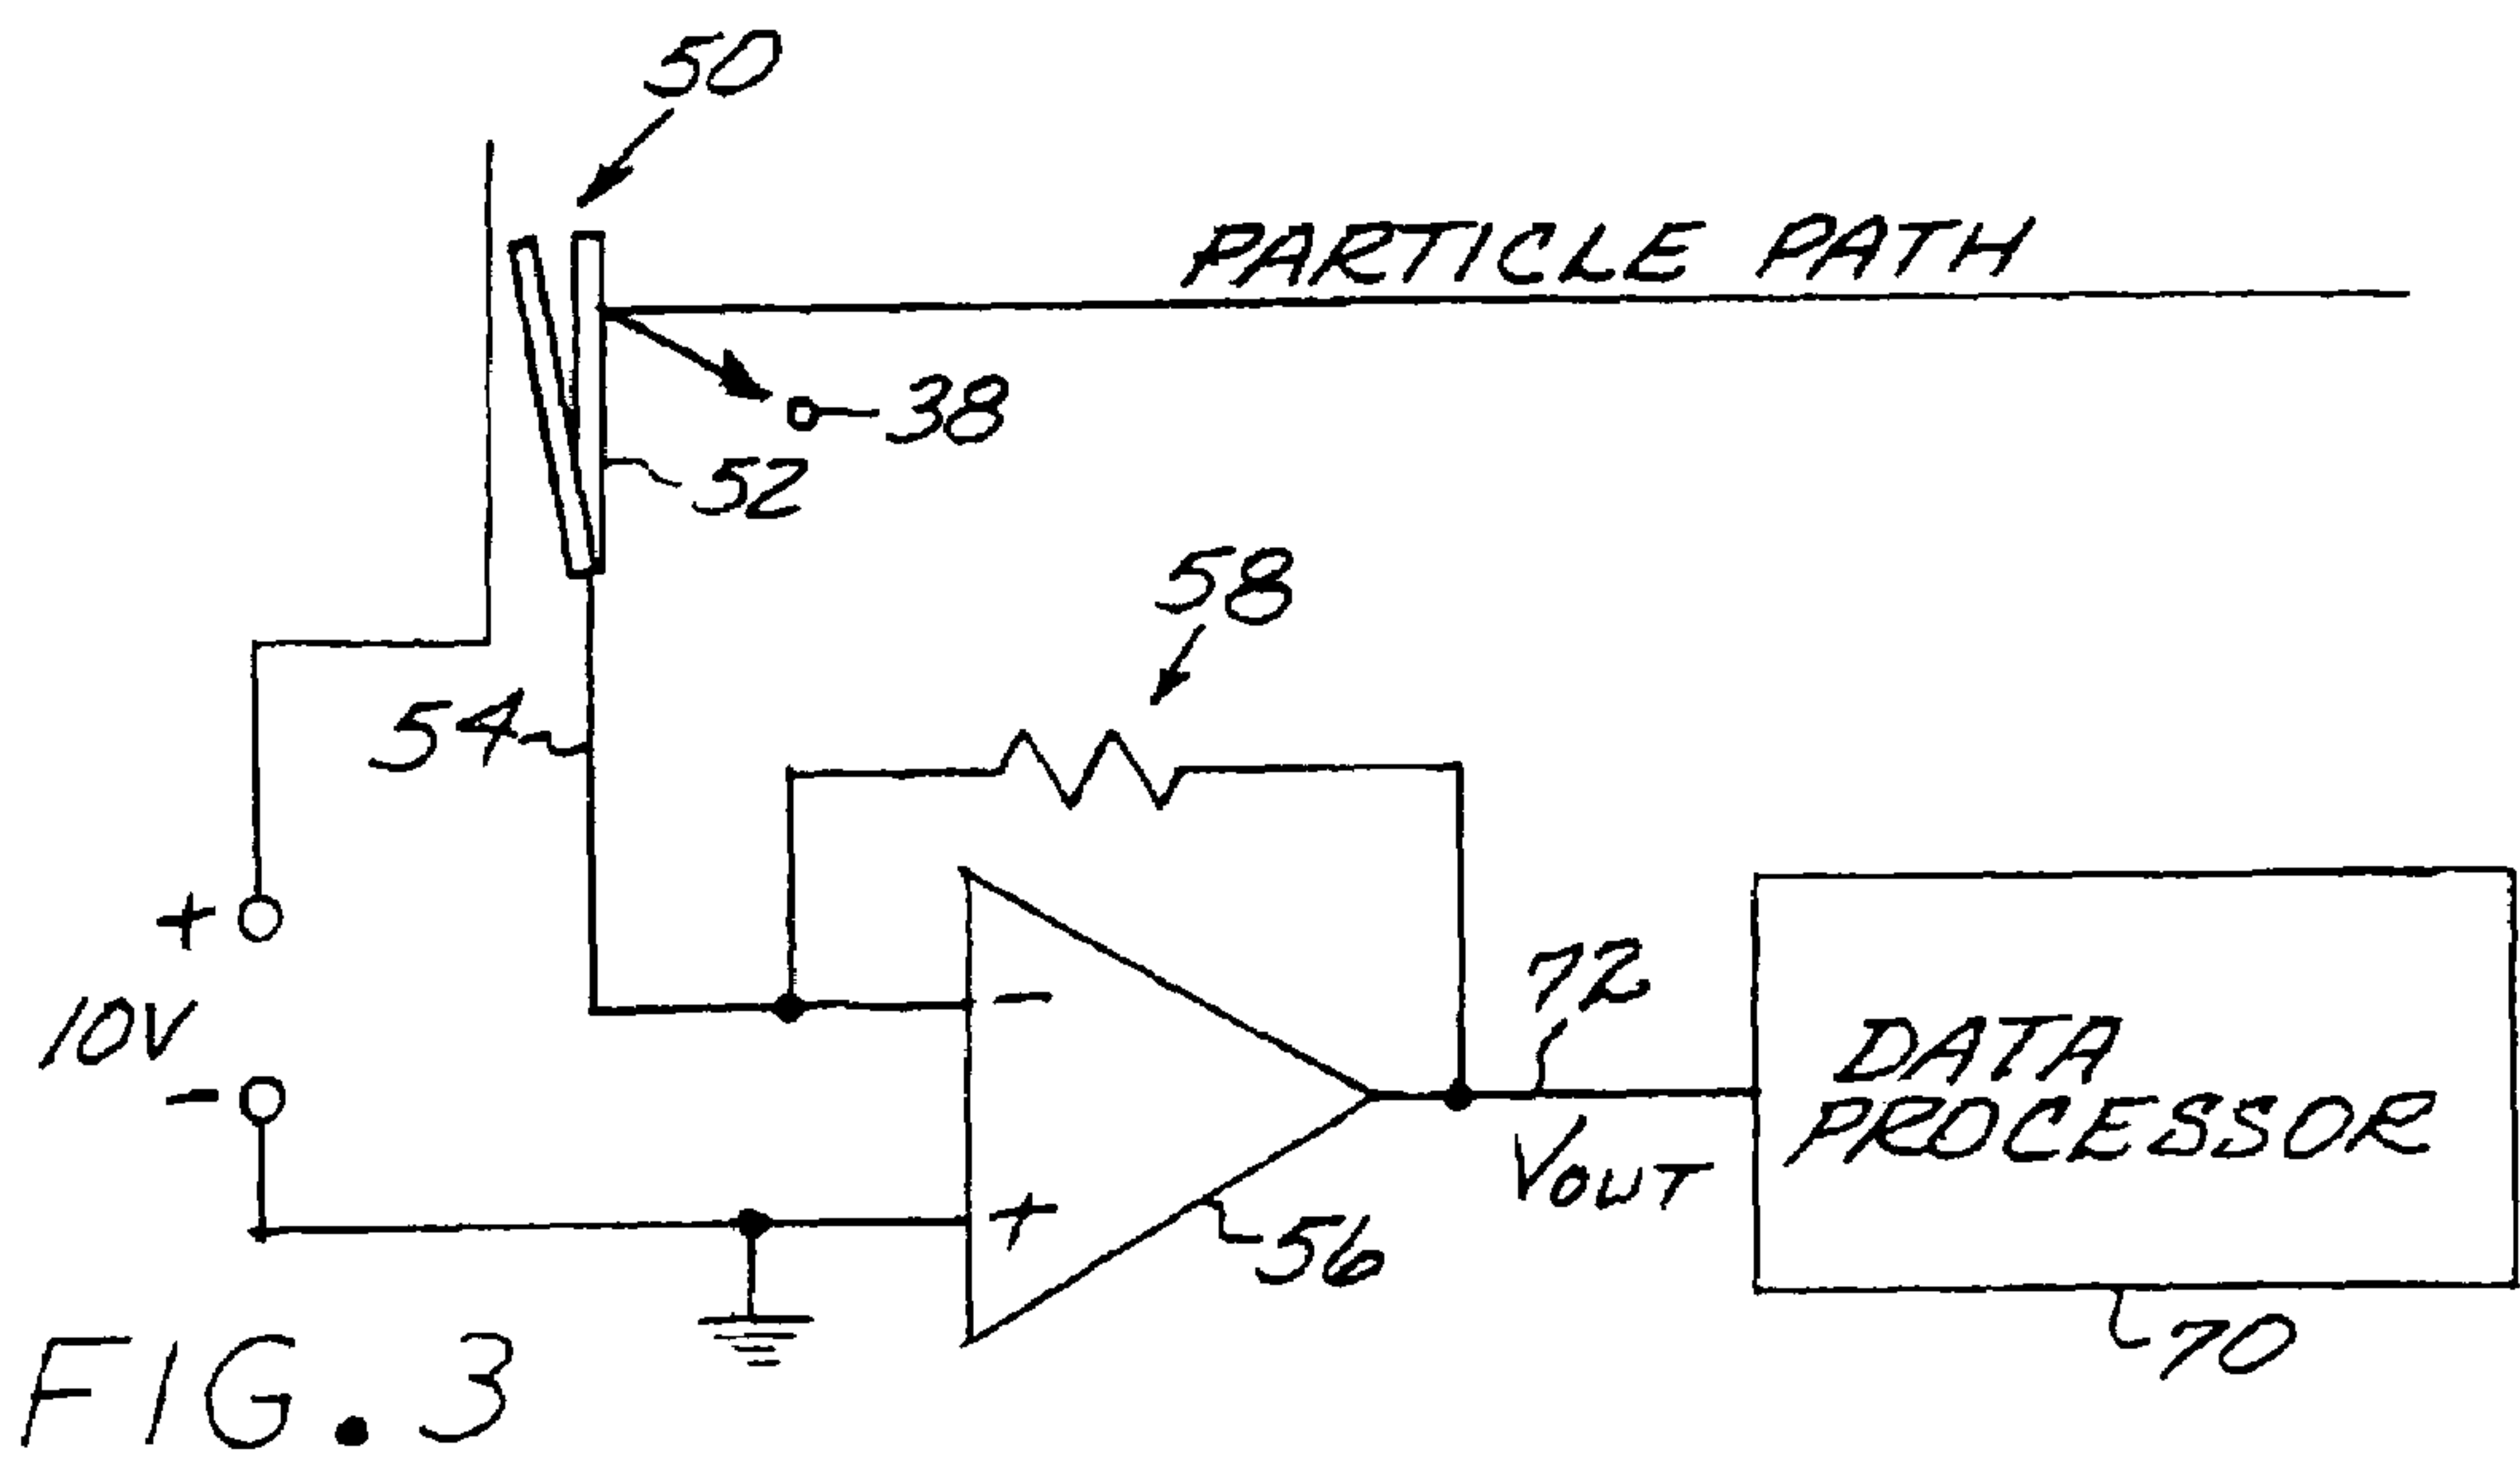 50
PARTICLE PATH
38
52
58
54
+
10V
-
-
+
72
VOUT
56
DATA
PROCESSOR
70
FIG. 3